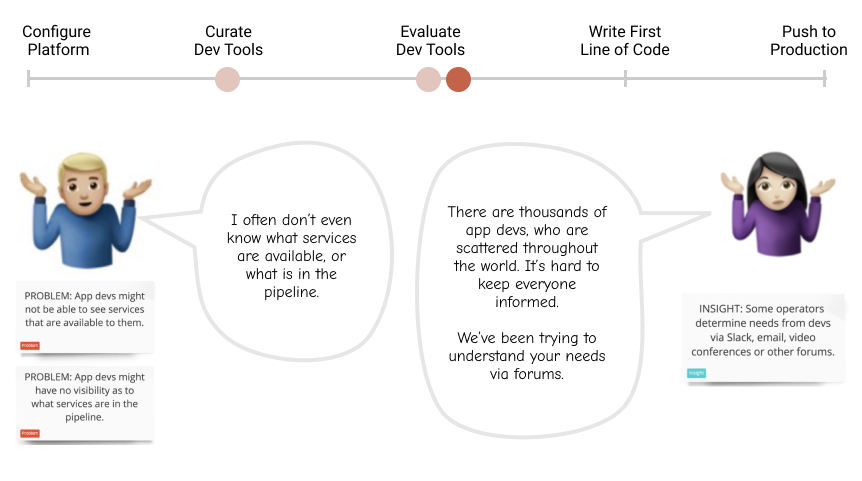 Configure
Platform
Curate
Dev Tools
Evaluate
Dev Tools
Write First
Line of Code
Push to
Production
I often don't even
know what services
are available, or
what is in the
pipeline.
There are thousands of
app devs, who are
scattered throughout
the world. It's hard to
keep everyone
informed.
We've been trying to
understand your needs
via forums.
PROBLEM: App devs might
not be able to see services
that are available to them.
Problem
PROBLEM: App devs might
have no visibility as to
what services are in the
pipeline.
Problem
INSIGHT: Some operators
determine needs from devs
via Slack, email, video
conferences or other forums.
Insight